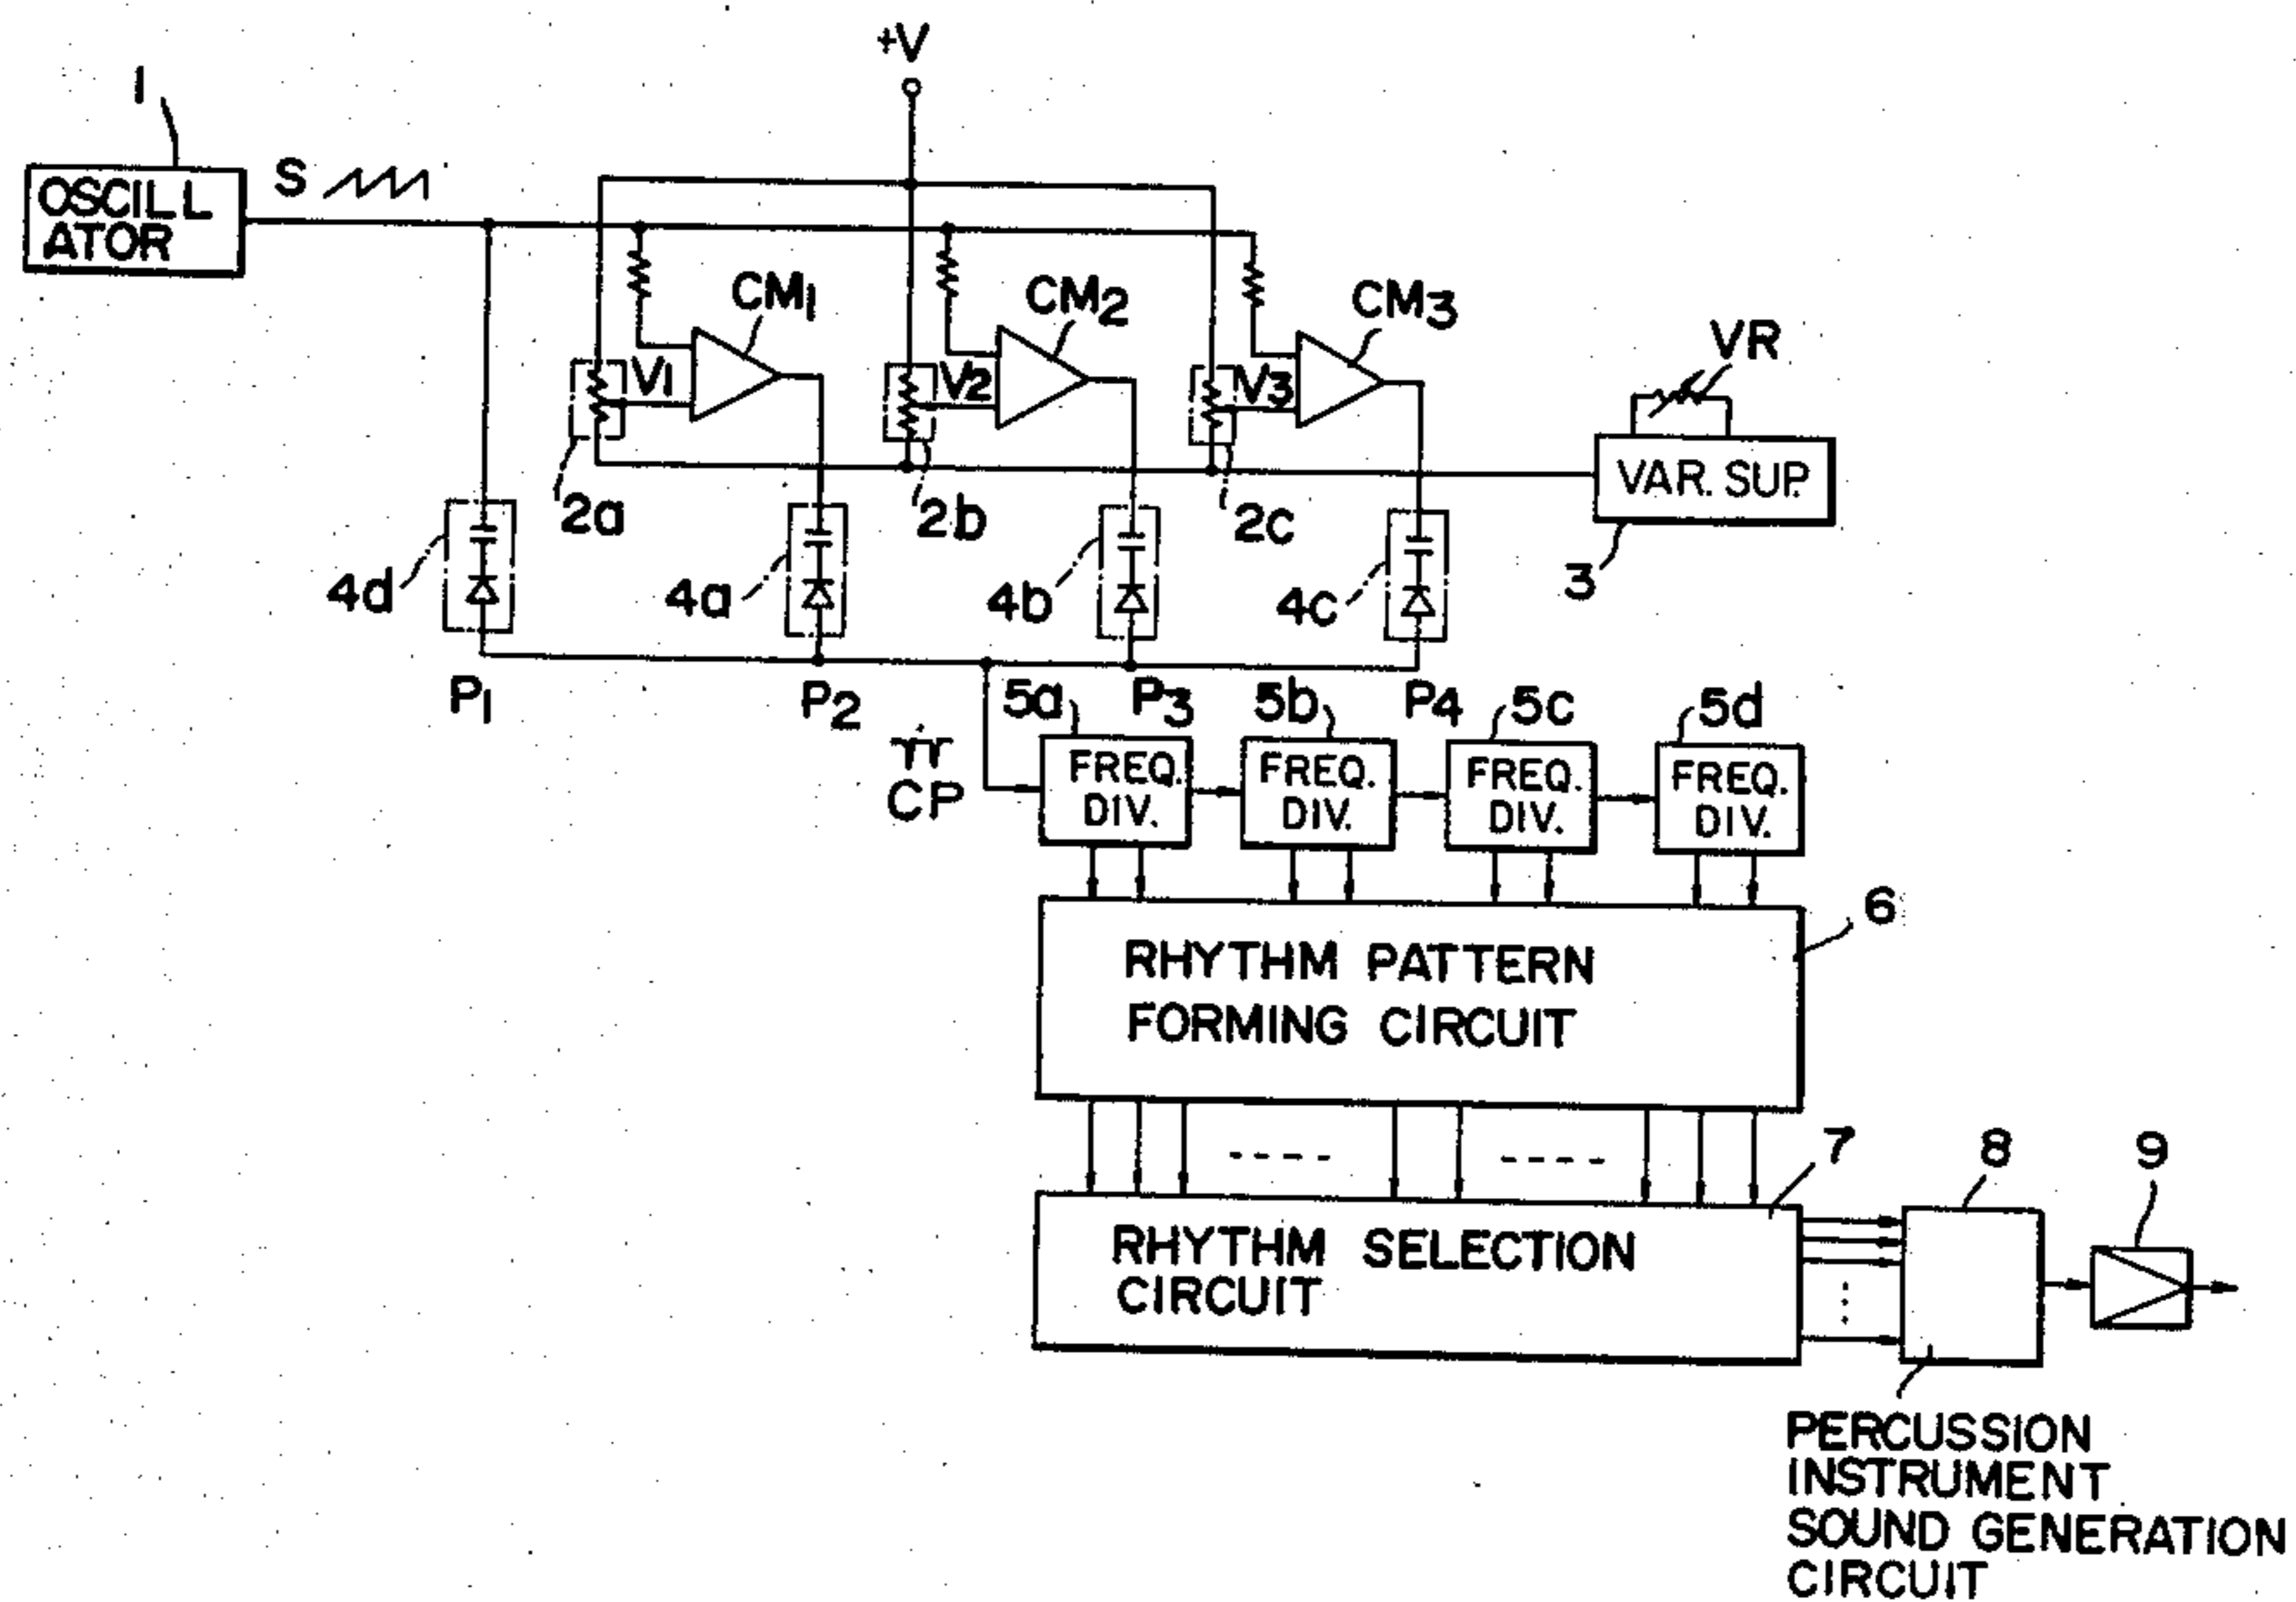 +V
1
OSCILL
ATOR
S
CM1
CM2
CM3
VR
V1
V2
V3
VAR. SUP.
2a
2b
2c
3
4d
4a
4b
4c
P1
P2
P3
P4
5a
5b
5c
5d
CP
FREQ.
DIV.
FREQ.
DIV.
FREQ.
DIV.
FREQ.
DIV.
6
RHYTHM PATTERN
FORMING CIRCUIT
7
8
9
RHYTHM SELECTION
CIRCUIT
PERCUSSION
INSTRUMENT
SOUND GENERATION
CIRCUIT